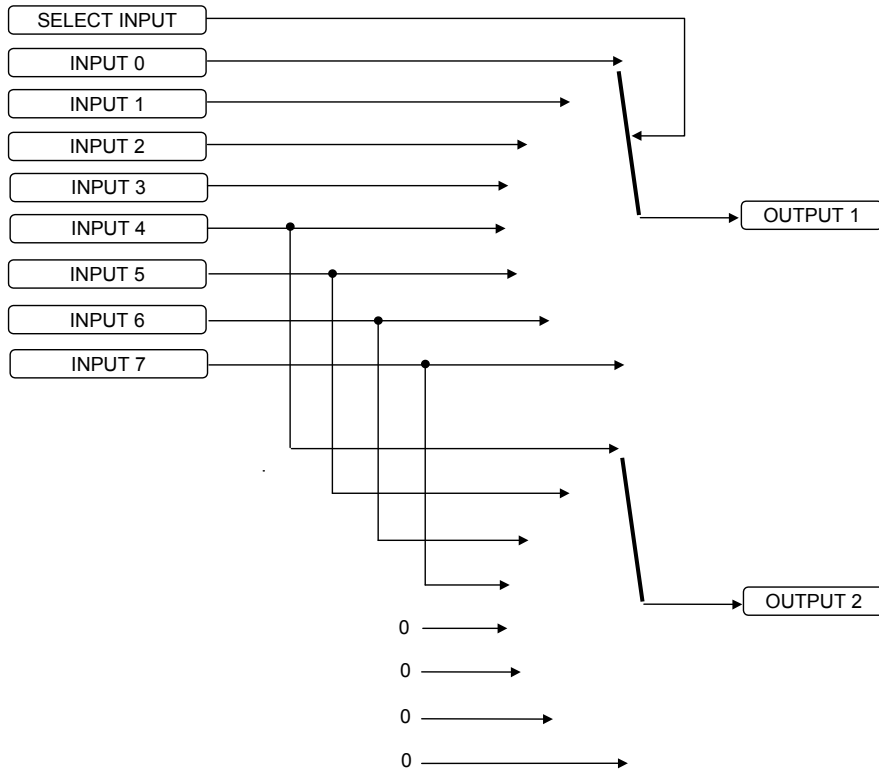 SELECT INPUT
INPUT 0
INPUT 1
INPUT 2
INPUT 3
INPUT 4
INPUT 5
INPUT 6
INPUT 7
OUTPUT 1
OUTPUT 2
0
0
0
0